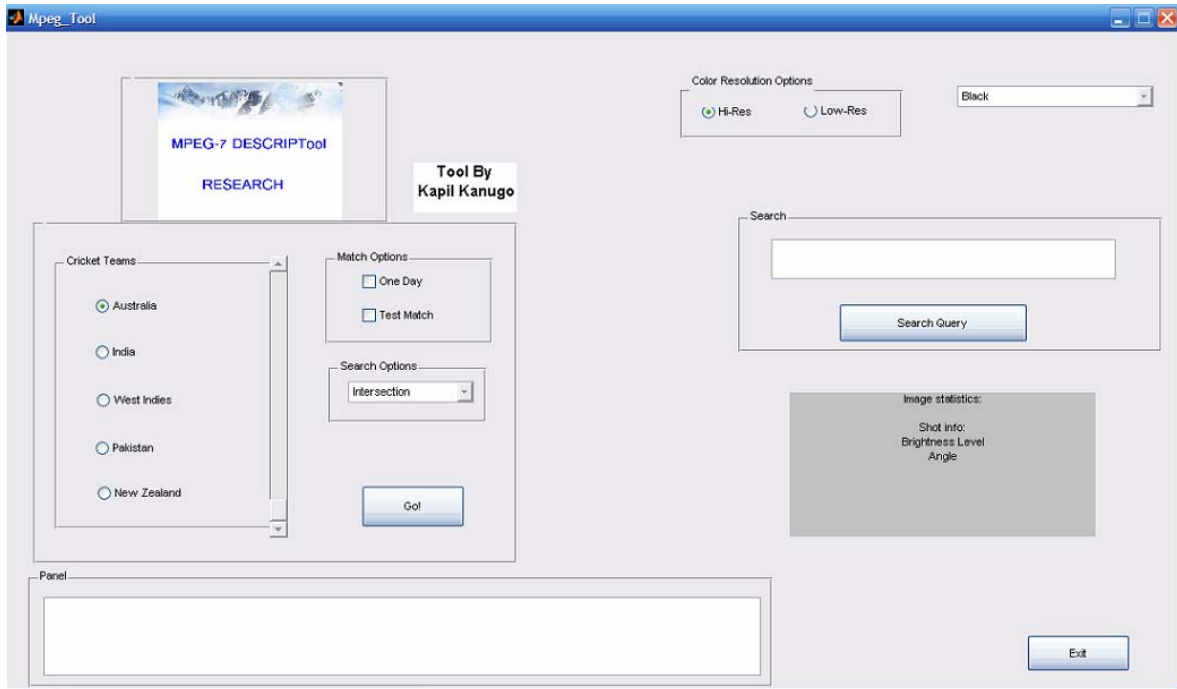 Mpeg_Tool
MPEG-7 DESCRIPTool
RESEARCH
Tool By
Kapil Kanugo
Color Resolution Options
Hi-Res
Low-Res
Black
Cricket Teams
Australia
India
West Indies
Pakistan
New Zealand
Match Options
One Day
Test Match
Search Options
Intersection
Go!
Search
Search Query
Image statistics:
Shot info:
Brightness Level
Angle
Panel
Exit